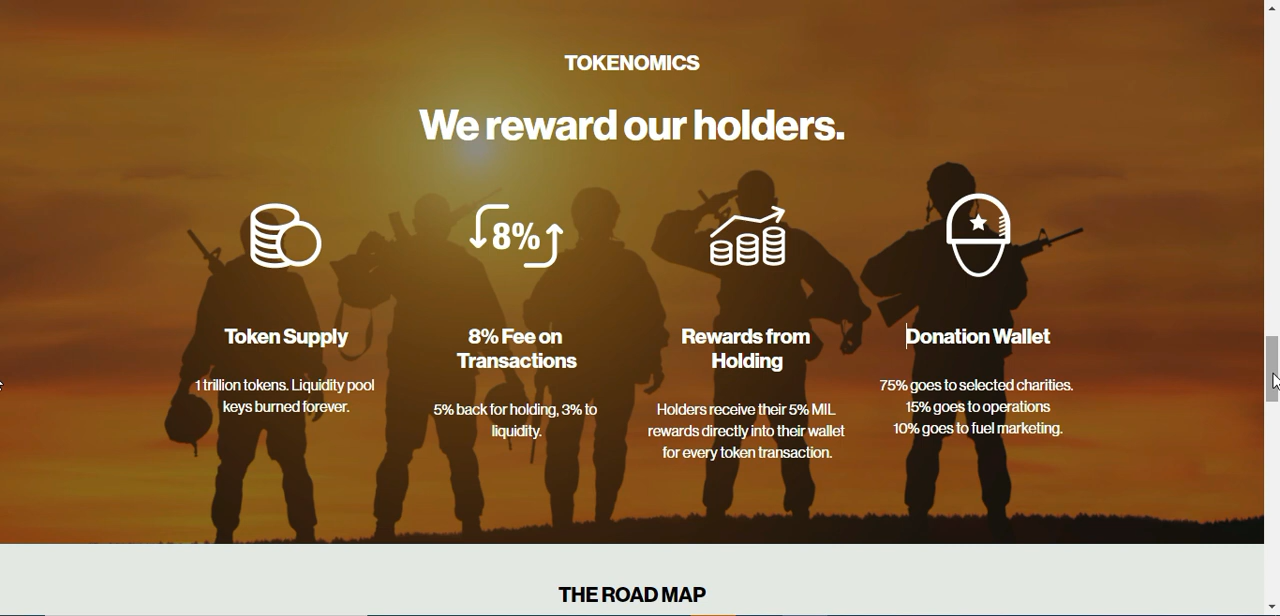 TOKENOMICS
We reward our holders.
8%
Token Supply
1 trillion tokens. Liquidity pool
keys burned forever.
8% Fee on
Transactions
5% back for holding, 3% to
liquidity.
Rewards from
Holding
Holders receive their 5% MIL
rewards directly into their wallet
for every token transaction.
Donation Wallet
75% goes to selected charities.
15% goes to operations
10% goes to fuel marketing.
THE ROAD MAP